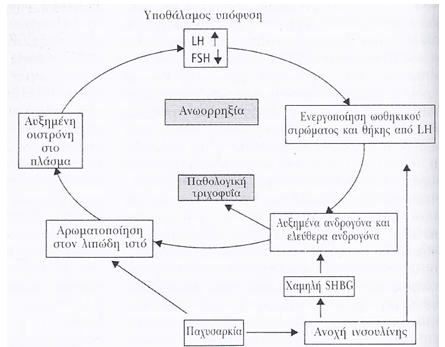 Υποθάλαμος υπόφυση
LH ↑
FSH ↓
Ανωορρηξία
Ενεργοποίηση ωοθηκικού
στρώματος και θήκης από LH
Αυξημένη
οιστρόνη
στο
πλάσμα
Παθολογική
τριχοφυΐα
Αρωματοποίηση
στον λιπώδη ιστό
Αυξημένα ανδρογόνα και
ελεύθερα ανδρογόνα
Χαμηλή SHBG
Παχυσαρκία
Ανοχή ινσουλίνης